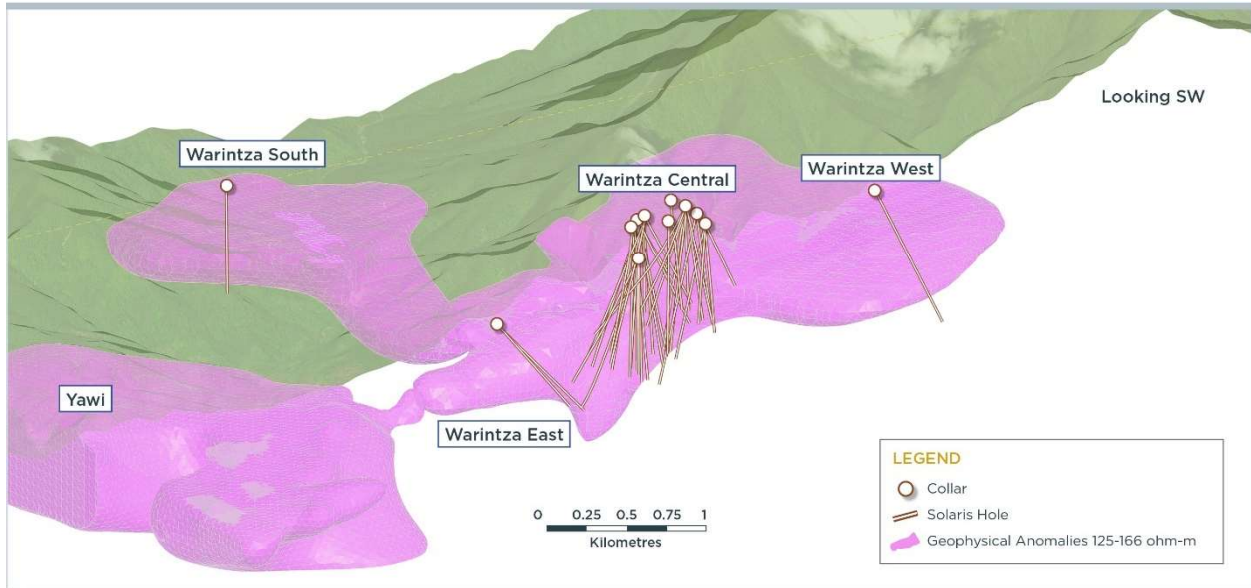 Looking SW
Warintza South
Warintza Central
Warintza West
Yawi
Warintza East
0 0.25 0.5 0.75 1
Kilometres
LEGEND
Collar
Solaris Hole
Geophysical Anomalies 125-166 ohm-m